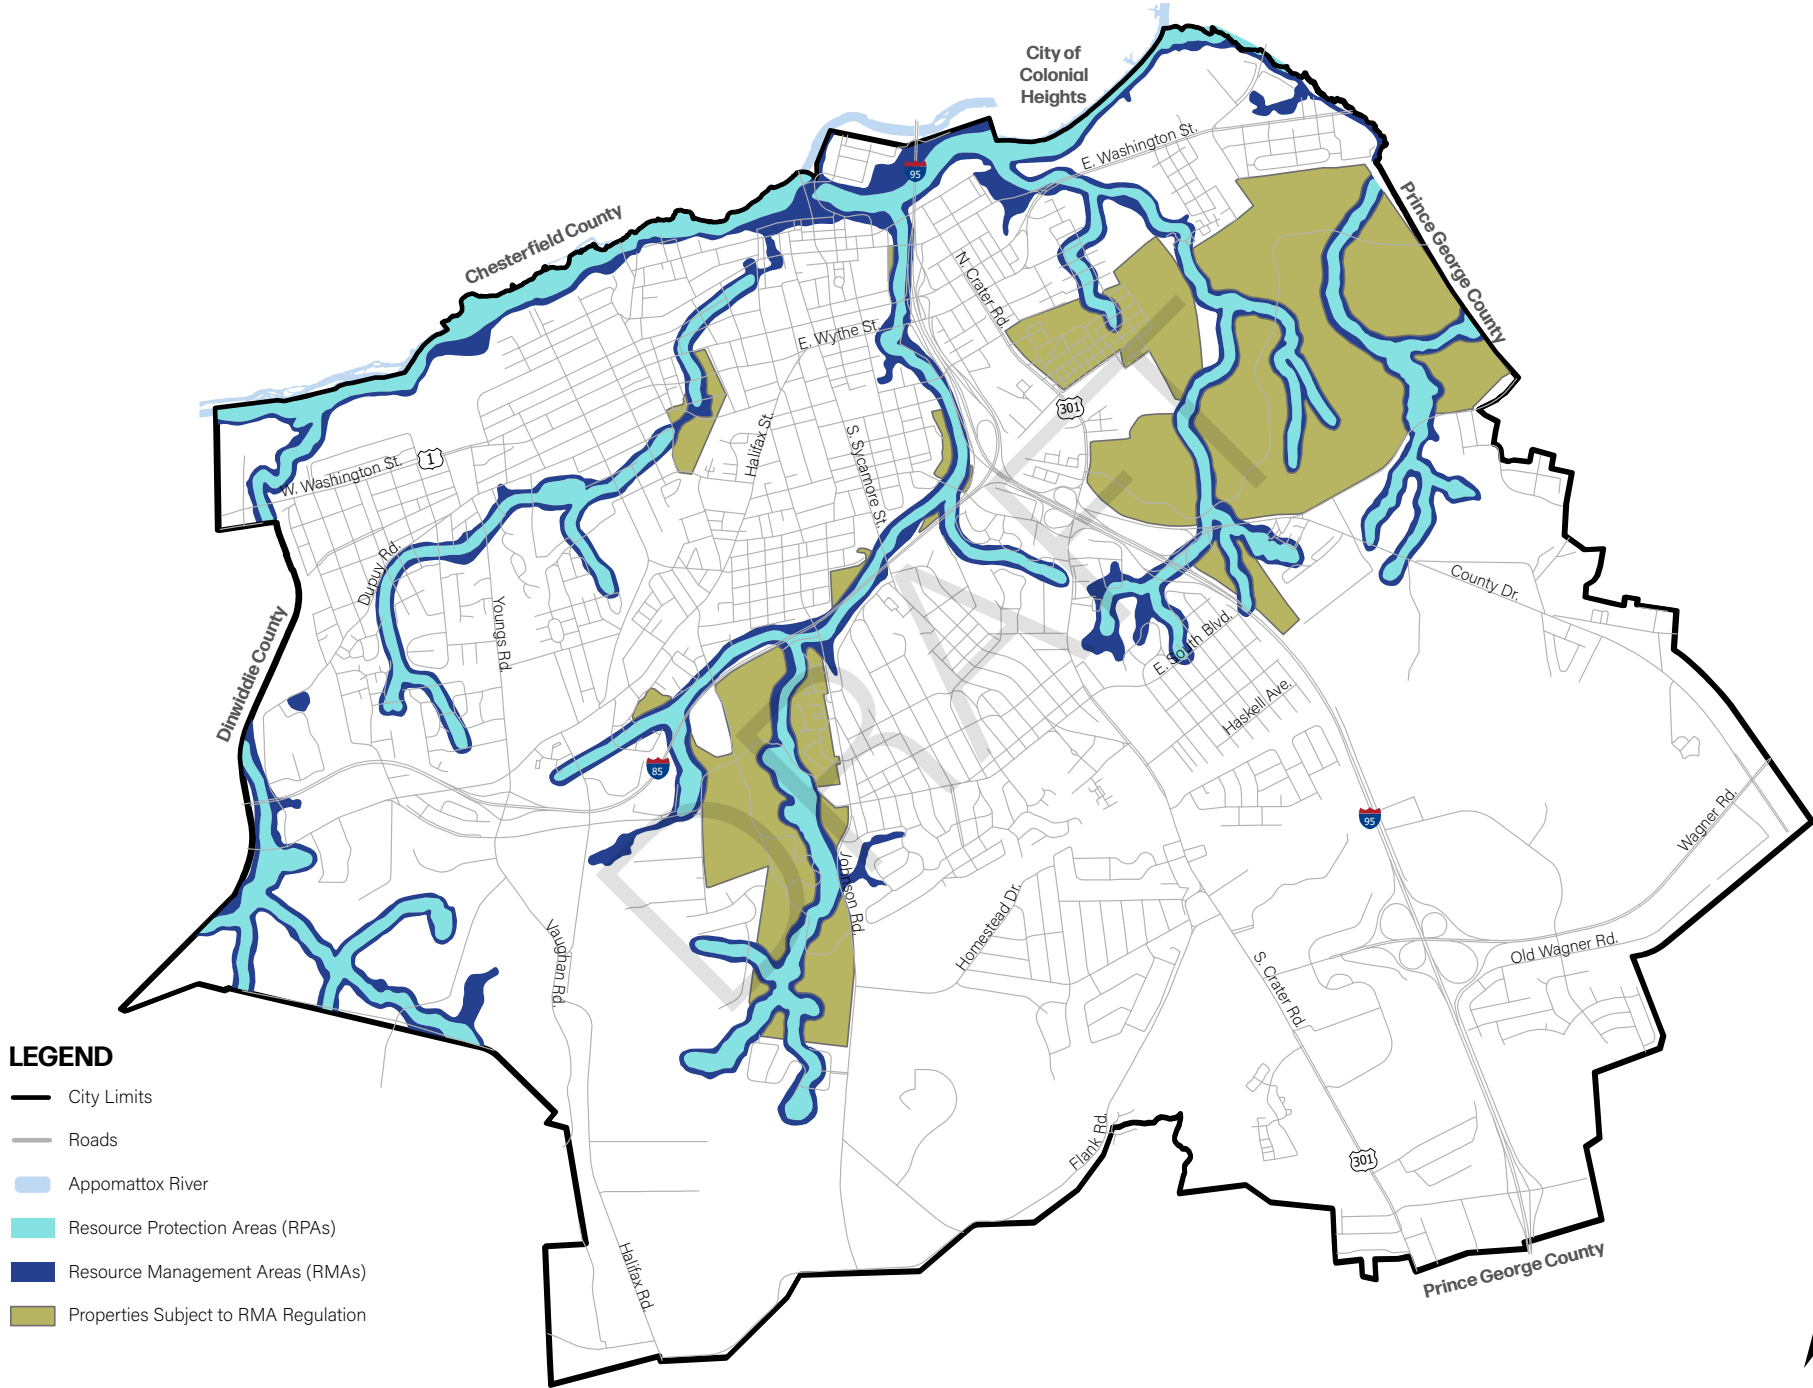 City of
Colonial
Heights
E. Washington St.
95
Chesterfield County
Prince George County
N. Crater Rd.
E. Wythe St.
301
Halifax St.
S. Sycamore St.
W. Washington St.
1
Dupuy Rd.
Youngs Rd.
County Dr.
Dinwiddie County
E. South Blvd.
Haskell Ave.
85
95
Wagner Rd.
Johnson Rd.
Homestead Dr.
Vaughan Rd.
Old Wagner Rd.
S. Crater Rd.
Flank Rd.
301
Halifax Rd.
Prince George County
DRAFT
LEGEND
City Limits
Roads
Appomattox River
Resource Protection Areas (RPAs)
Resource Management Areas (RMAs)
Properties Subject to RMA Regulation